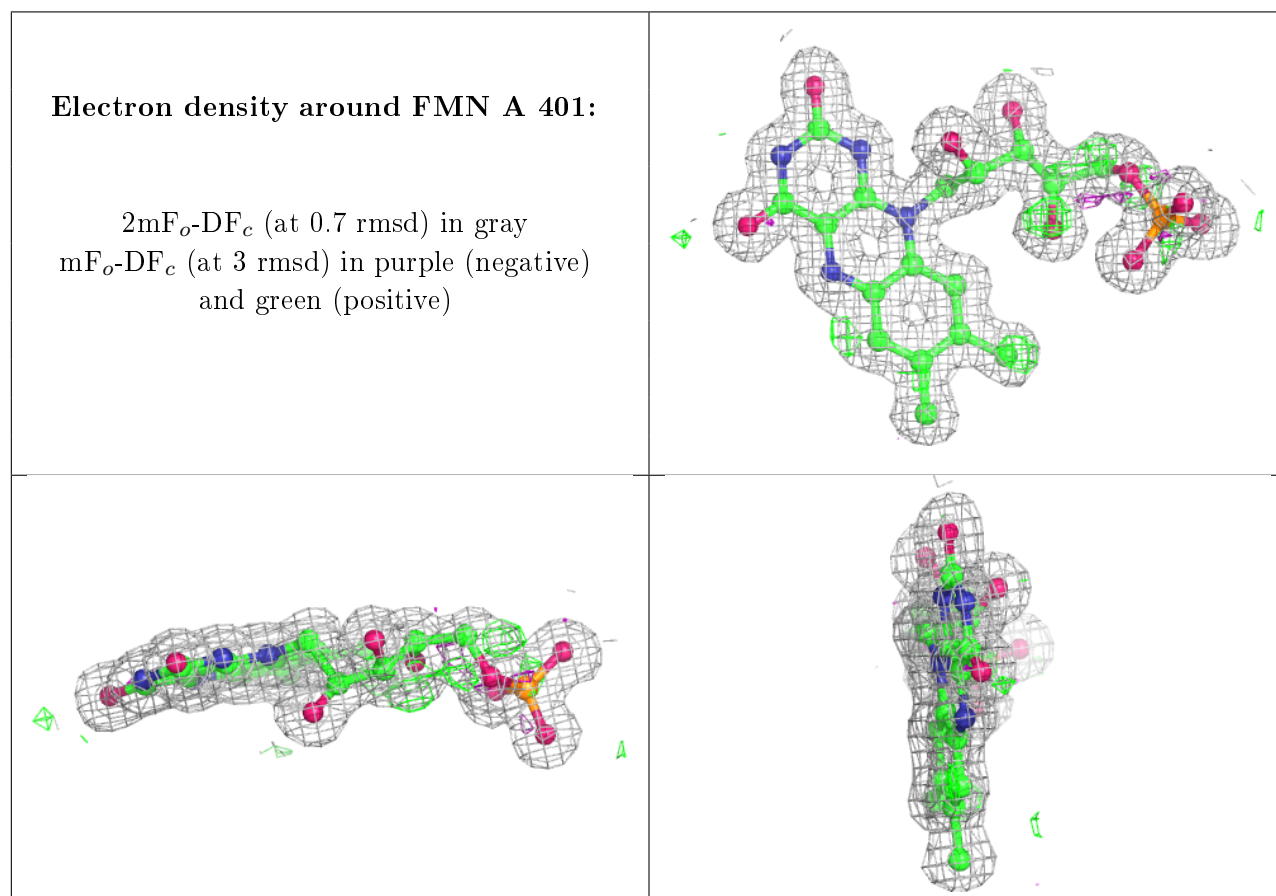 Electron density around FMN A 401:
2mFₒ-DF𝒸 (at 0.7 rmsd) in gray
mFₒ-DF𝒸 (at 3 rmsd) in purple (negative)
and green (positive)